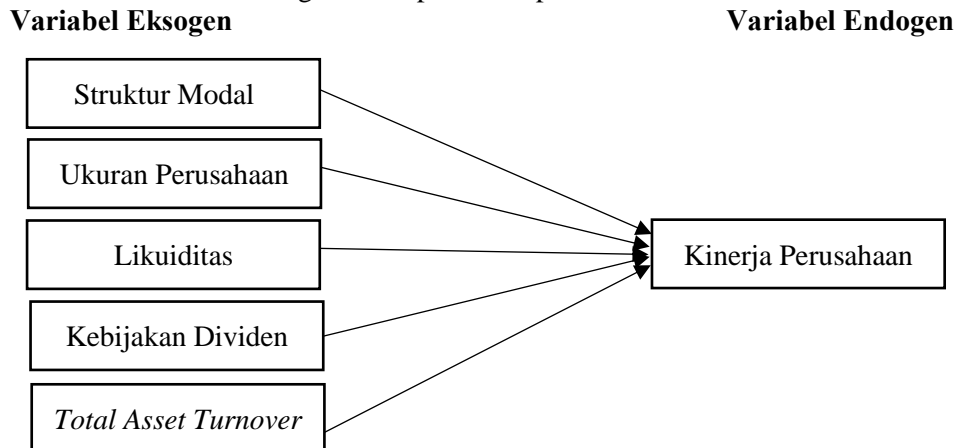 Variabel Eksogen
Variabel Endogen
Struktur Modal
Ukuran Perusahaan
Likuiditas
Kinerja Perusahaan
Kebijakan Dividen
Total Asset Turnover